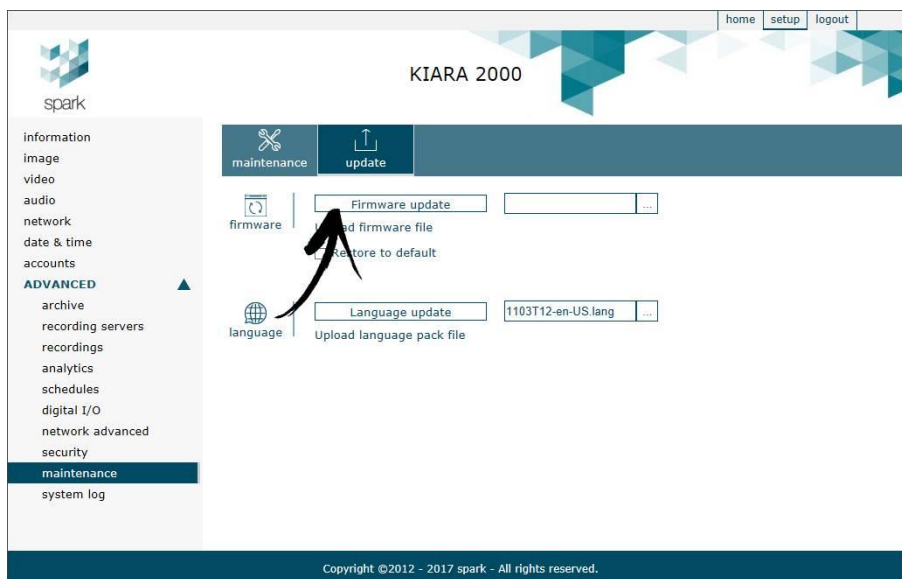 home setup logout
spark
KIARA 2000
information
image
video
audio
network
date & time
accounts
ADVANCED
archive
recording servers
recordings
analytics
schedules
digital I/O
network advanced
security
maintenance
system log
maintenance update
firmware
Firmware update ...
firmware file
Restore to default
language
Language update 1103T12-en-US.lang ...
Upload language pack file
Copyright ©2012 - 2017 spark - All rights reserved.